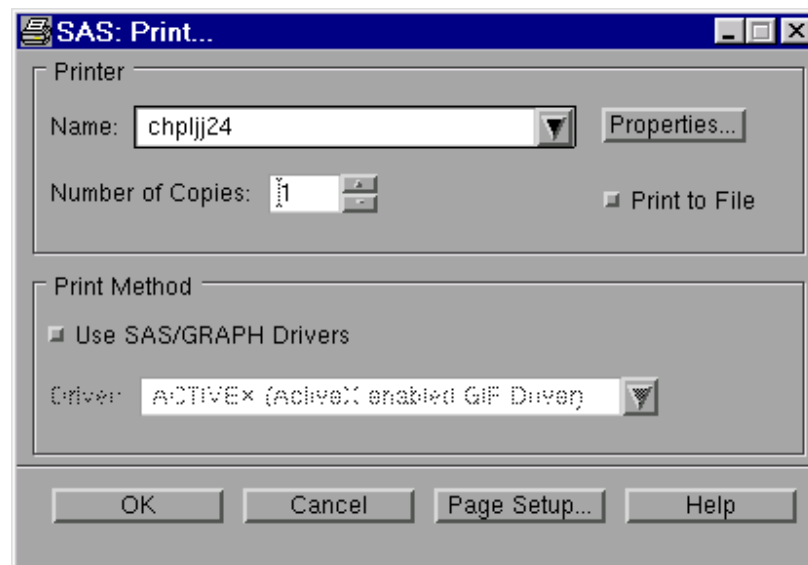 SAS: Print...
Printer
Name: chpljj24 Properties...
Number of Copies: 1 Print to File
Print Method
Use SAS/GRAPH Drivers
Driver: ACTIVEX (ActiveX enabled GIF Driver)
OK Cancel Page Setup... Help